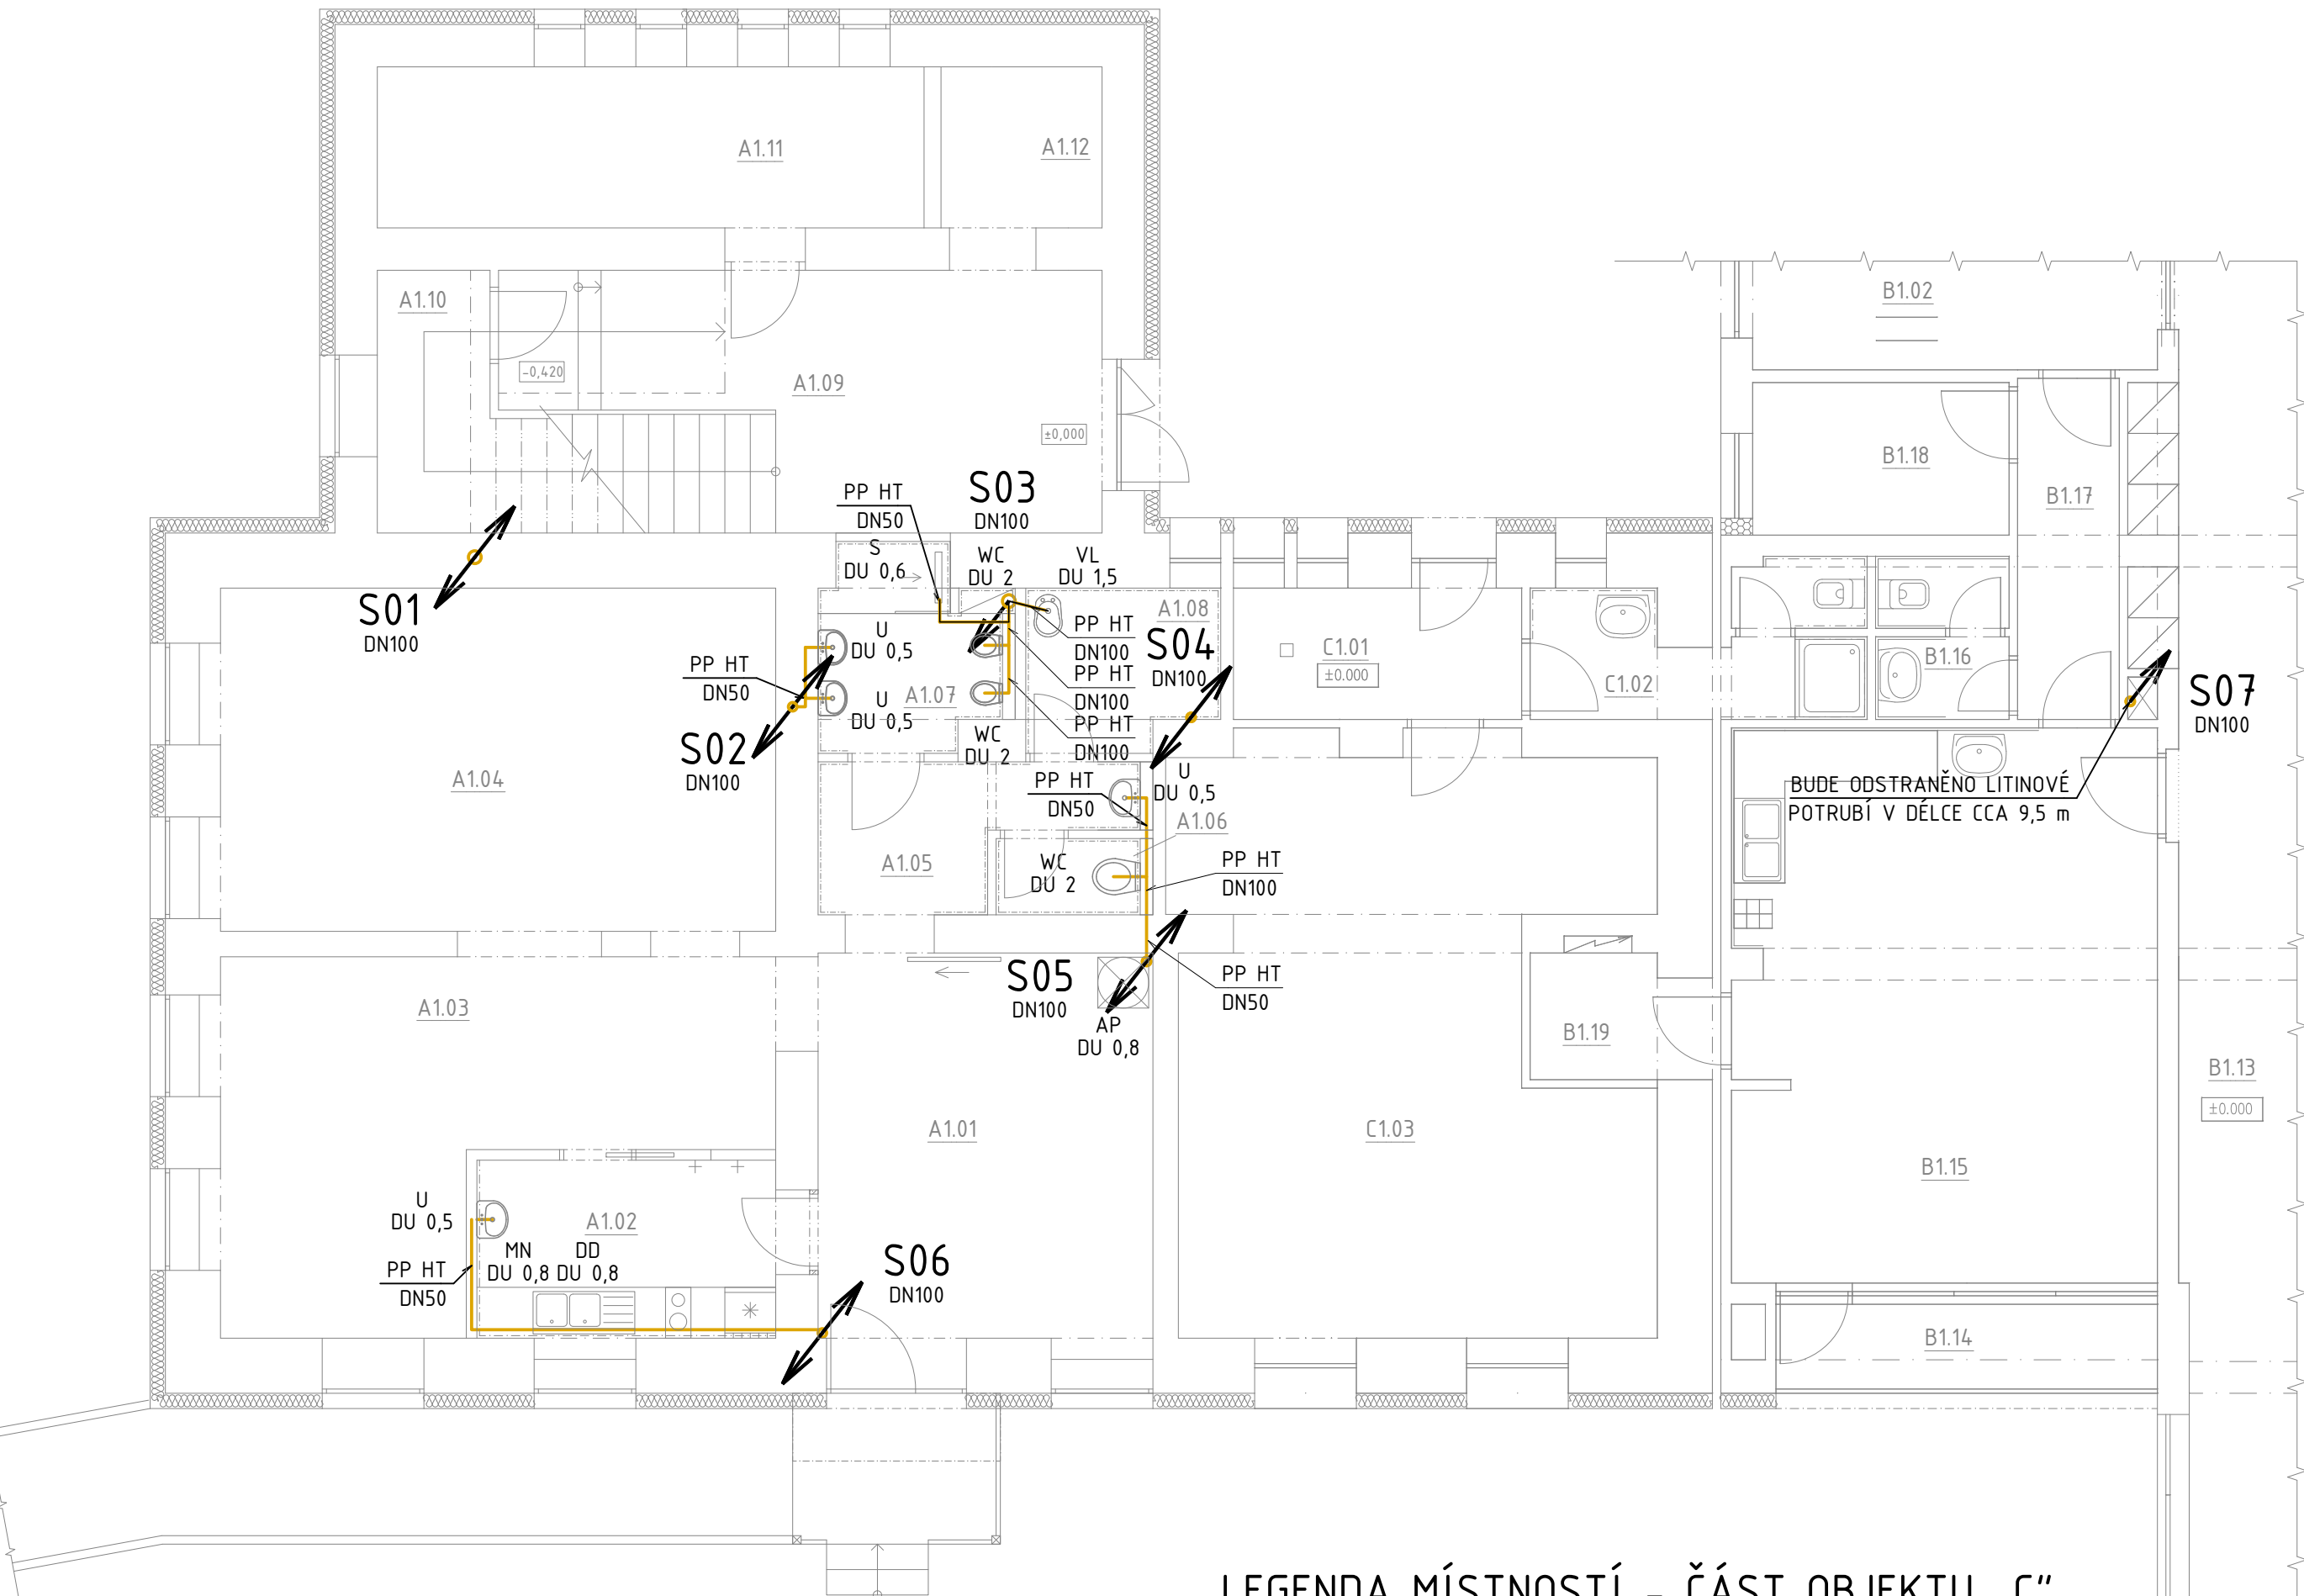 A1.11
A1.12
A1.10
B1.02
-0,420
A1.09
±0,000
B1.18
B1.17
PP HT
DN50
S03
DN100
S
DU 0,6
WC
DU 2
VL
DU 1,5
S01
DN100
A1.08
PP HT
DN100
S04
DN100
U
DU 0,5
C1.01
±0.000
B1.16
PP HT
DN50
PP HT
DN100
C1.02
A1.07
U
DU 0,5
PP HT
DN100
S07
DN100
S02
DN100
WC
DU 2
A1.04
PP HT
DN50
U
DU 0,5
BUDE ODSTRANĚNO LITINOVÉ
POTRUBÍ V DÉLCE CCA 9,5 m
A1.06
A1.05
WC
DU 2
PP HT
DN100
S05
DN100
PP HT
DN50
A1.03
AP
DU 0,8
B1.19
B1.13
±0.000
A1.01
C1.03
B1.15
U
DU 0,5
A1.02
MN
DU 0,8
DD
DU 0,8
PP HT
DN50
S06
DN100
B1.14
LEGENDA MÍSTNOSTÍ - ČÁST OBJEKTU „C“